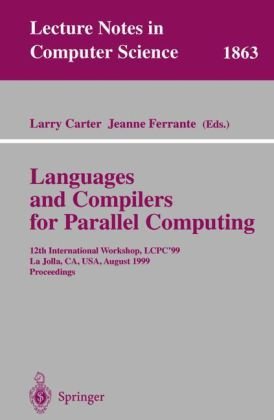 Lecture Notes in
Computer Science 1863
Larry Carter Jeanne Ferrante (Eds.)
Languages
and Compilers
for Parallel Computing
12th International Workshop, LCPC'99
La Jolla, CA, USA, August 1999
Proceedings
Springer